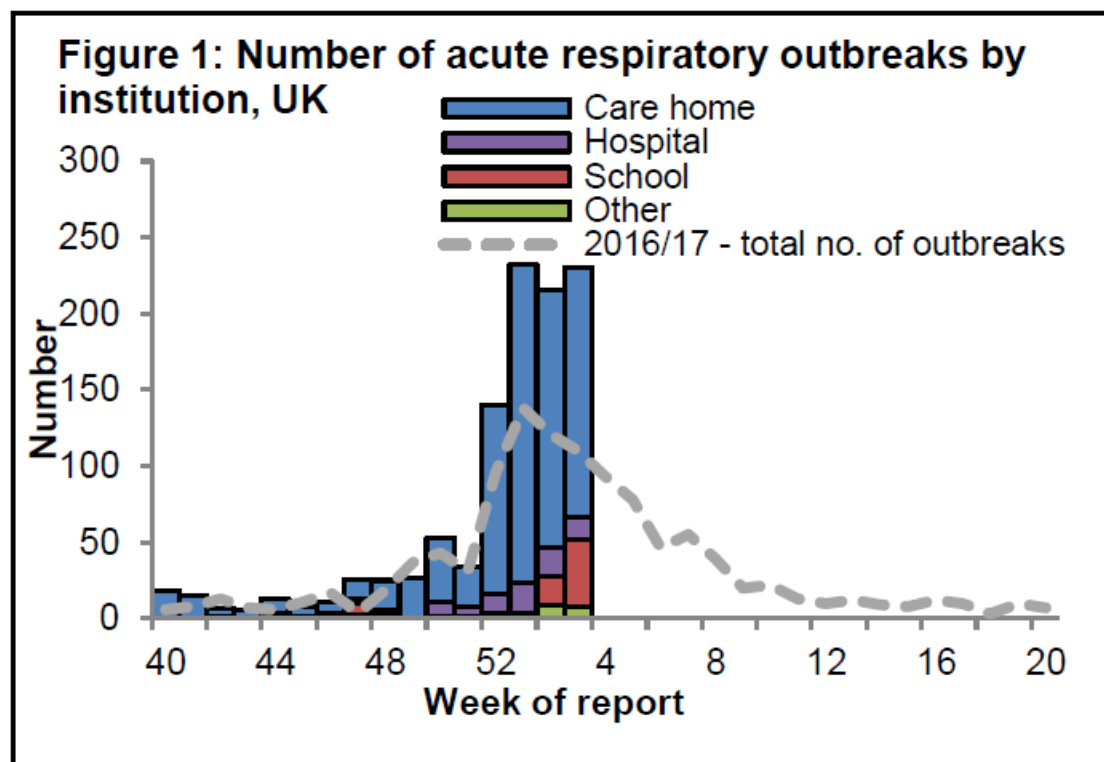 Figure 1: Number of acute respiratory outbreaks by
institution, UK
Care home
Hospital
School
Other
2016/17 - total no. of outbreaks
300
250
200
150
100
50
0
Number
40 44 48 52 4 8 12 16 20
Week of report